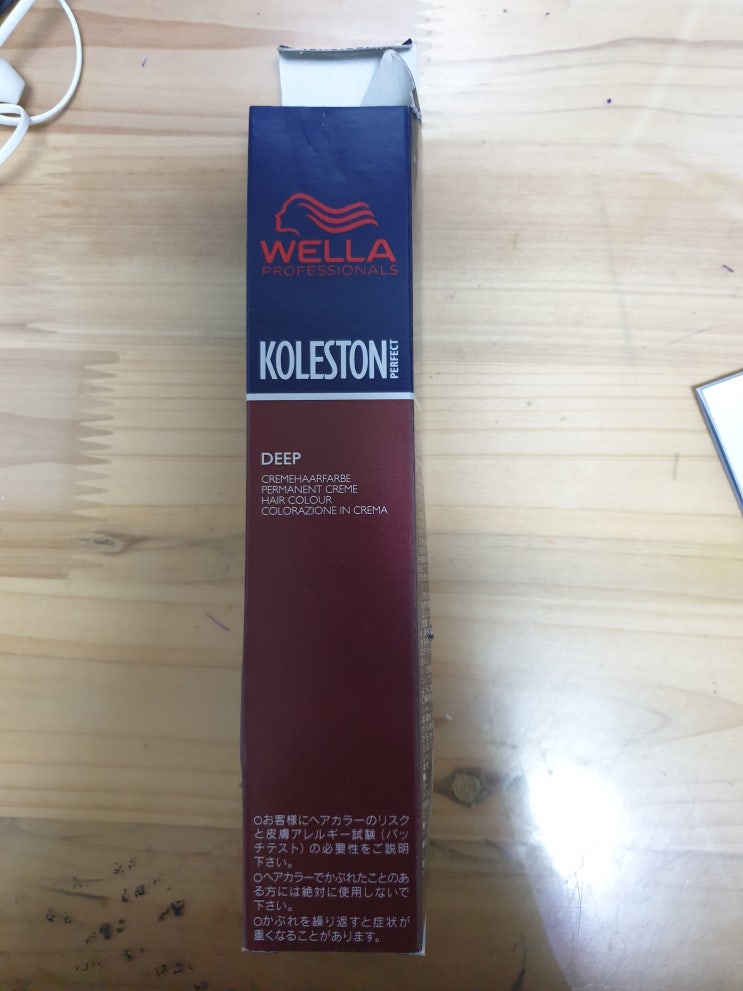 WELLA
PROFESSIONALS
KOLESTON
PERFECT
DEEP
CREMEHAARFARBE
PERMANENT CREME
HAIR COLOUR
COLORAZIONE IN CREMA
○お客様にヘアカラーのリスク
と皮膚アレルギー試験(パッ
チテスト)の必要性をご説明
下さい。
○ヘアカラーでかぶれたことのあ
る方には絶対に使用しないで
下さい。
○かぶれを繰り返すと症状が
重くなることがあります。